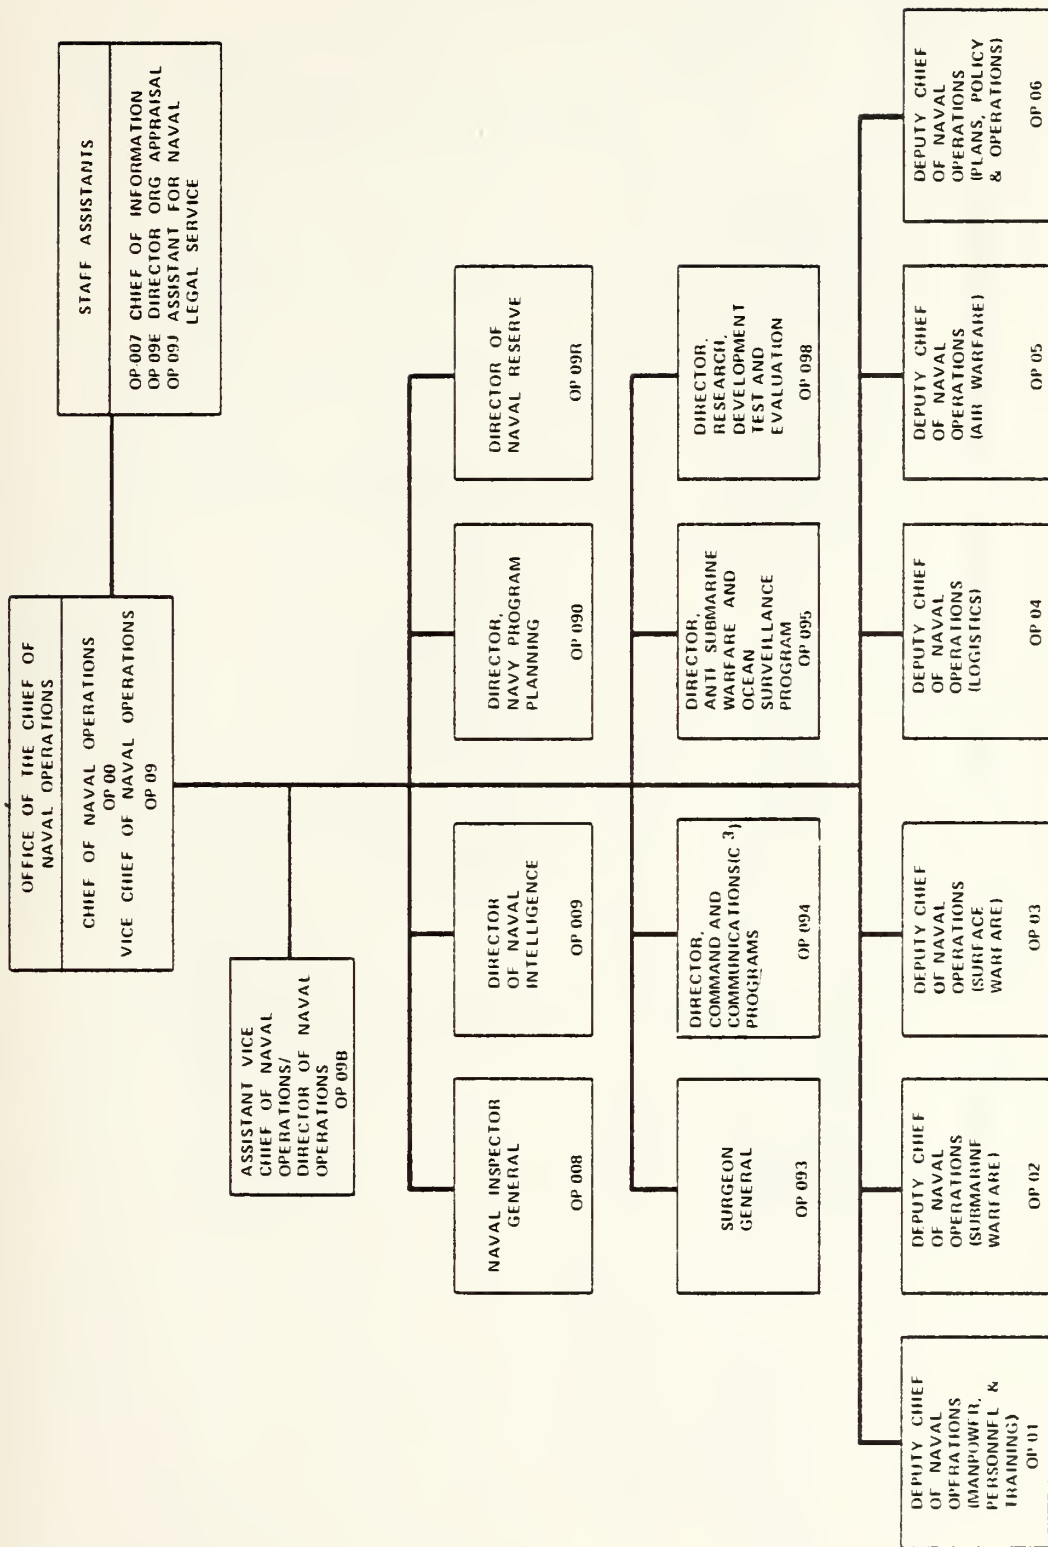 OFFICE OF THE CHIEF OF
NAVAL OPERATIONS
CHIEF OF NAVAL OPERATIONS
OP 00
VICE CHIEF OF NAVAL OPERATIONS
OP 09
STAFF ASSISTANTS
OP-007 CHIEF OF INFORMATION
OP 09E DIRECTOR ORG APPRAISAL
OP 09J ASSISTANT FOR NAVAL
LEGAL SERVICE
ASSISTANT VICE
CHIEF OF NAVAL
OPERATIONS/
DIRECTOR OF NAVAL
OPERATIONS
OP 09B
NAVAL INSPECTOR
GENERAL
OP 008
DIRECTOR
OF NAVAL
INTELLIGENCE
OP 009
DIRECTOR,
NAVY PROGRAM
PLANNING
OP 090
DIRECTOR OF
NAVAL RESERVE
OP 09R
SURGEON
GENERAL
OP 093
DIRECTOR,
COMMAND AND
COMMUNICATIONS(C 3)
PROGRAMS
OP 094
DIRECTOR,
ANTI SUBMARINE
WARFARE AND
OCEAN
SURVEILLANCE
PROGRAM
OP 095
DIRECTOR,
RESEARCH,
DEVELOPMENT
TEST AND
EVALUATION
OP 098
DEPUTY CHIEF
OF NAVAL
OPERATIONS
(MANPOWER,
PERSONNEL &
TRAINING)
OP 01
DEPUTY CHIEF
OF NAVAL
OPERATIONS
(SUBMARINE
WARFARE)
OP 02
DEPUTY CHIEF
OF NAVAL
OPERATIONS
(SURFACE
WARFARE)
OP 03
DEPUTY CHIEF
OF NAVAL
OPERATIONS
(LOGISTICS)
OP 04
DEPUTY CHIEF
OF NAVAL
OPERATIONS
(AIR WARFARE)
OP 05
DEPUTY CHIEF
OF NAVAL
OPERATIONS
(PLANS, POLICY
& OPERATIONS)
OP 06